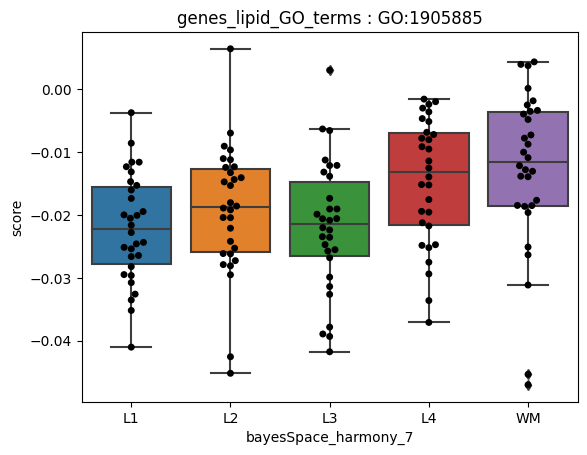 genes_lipid_GO_terms : GO:1905885
0.00
−0.01
−0.02
−0.03
−0.04
score
L1 L2 L3 L4 WM
bayesSpace_harmony_7